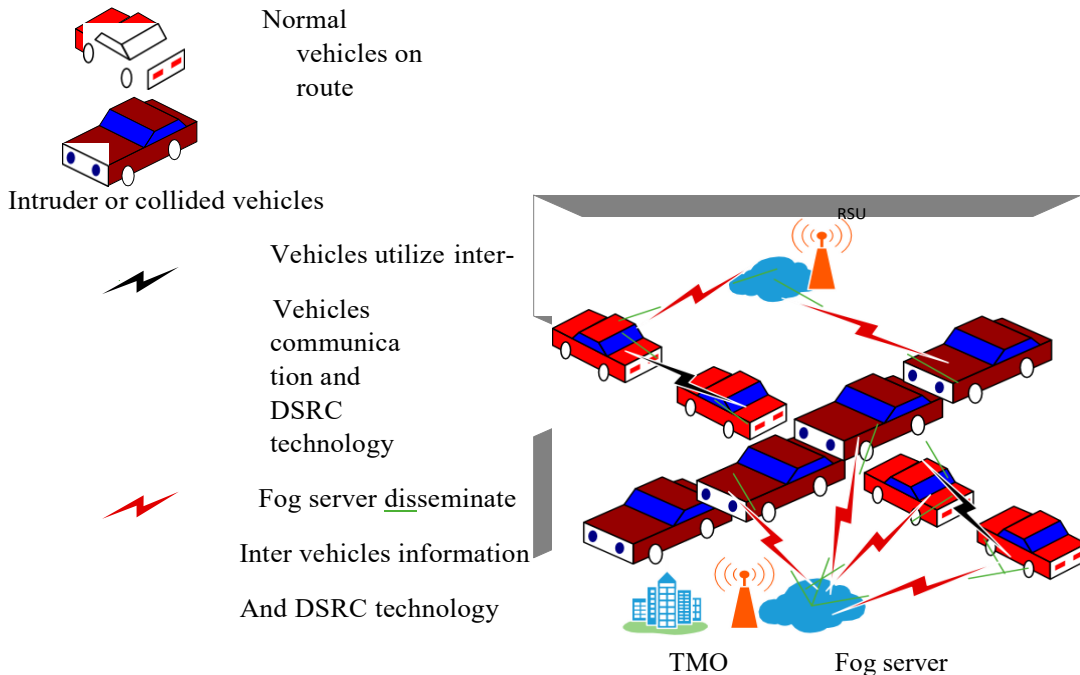 Normal
vehicles on
route
Intruder or collided vehicles
RSU
Vehicles utilize inter-
Vehicles
communica
tion and
DSRC
technology
Fog server disseminate
Inter vehicles information
And DSRC technology
TMO
Fog server